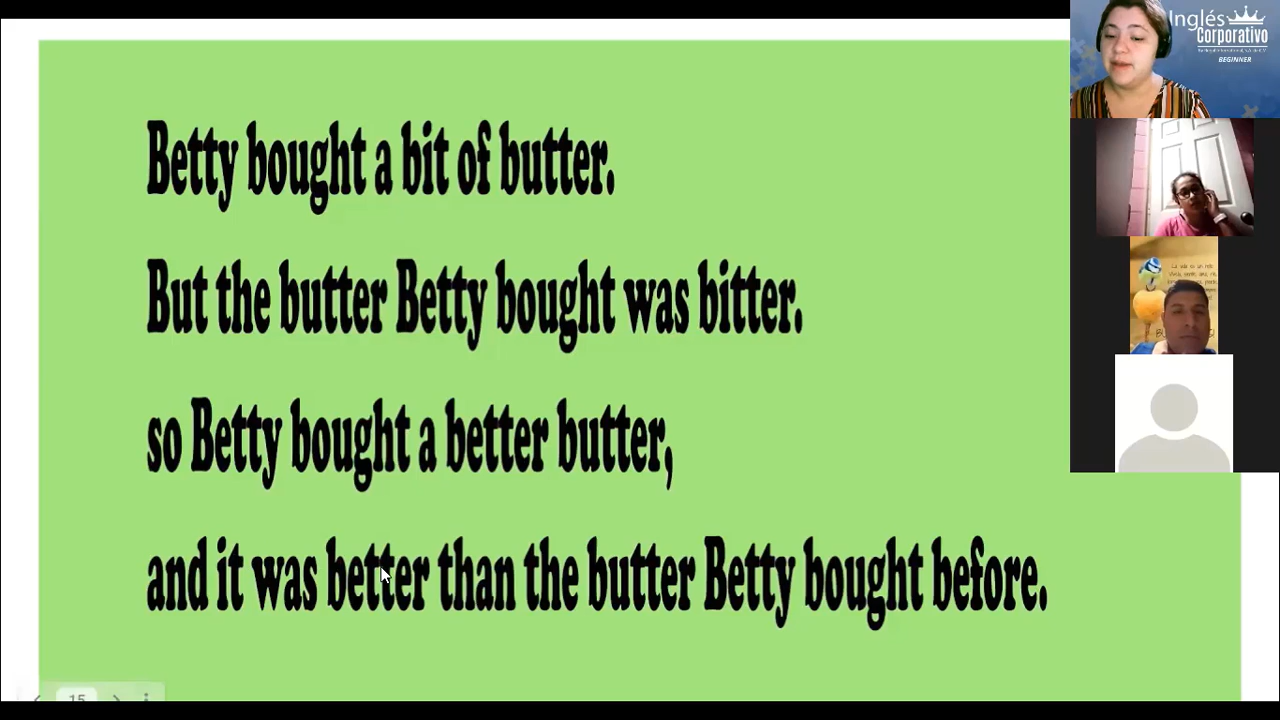 Betty bought a bit of butter.
But the butter Betty bought was bitter.
so Betty bought a better butter,
and it was better than the butter Betty bought before.
15
Inglés
Corporativo
BEGINNER